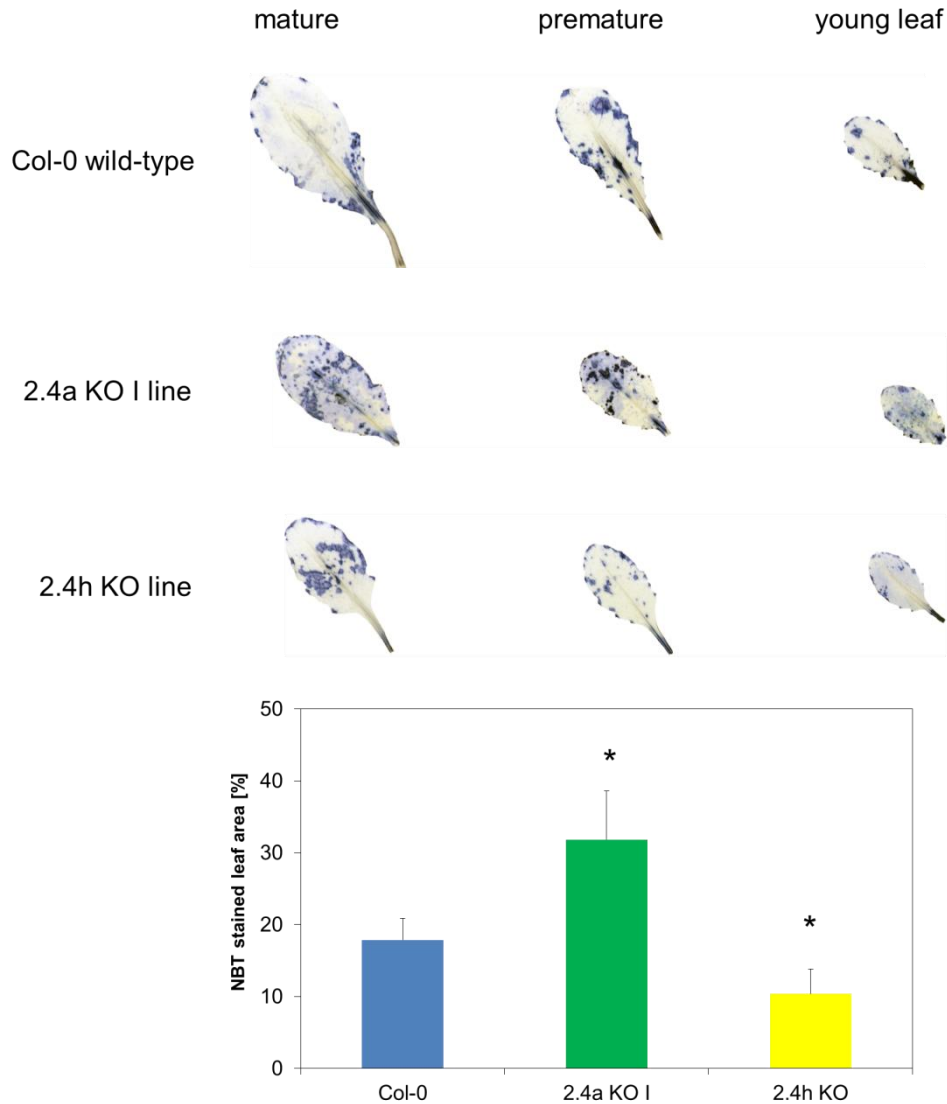 mature premature young leaf
Col-0 wild-type
2.4a KO I line
2.4h KO line
NBT stained leaf area [%]
50
40
30
20
10
0
*
*
Col-0 2.4a KO I 2.4h KO